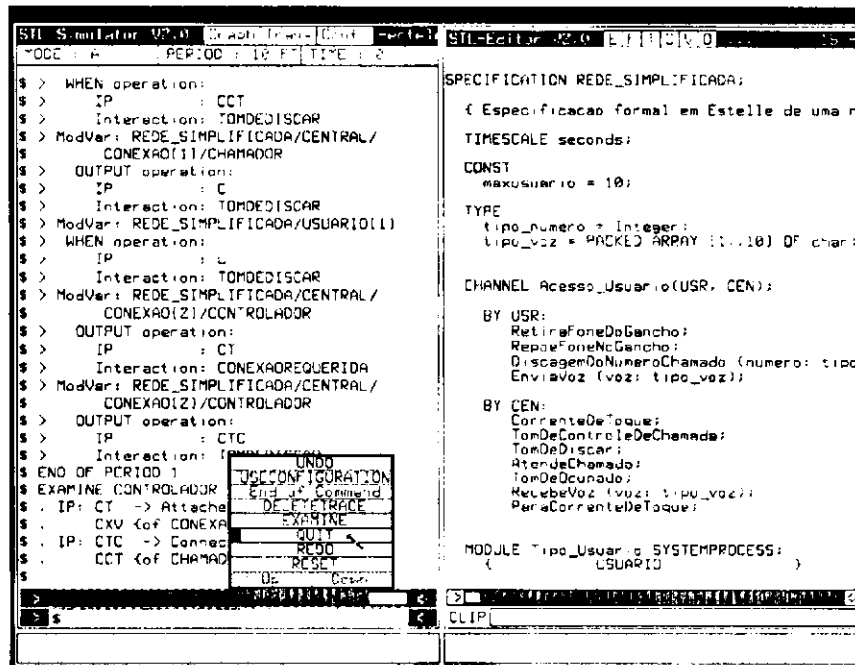 STL Simulator V2.0 Graph Trans Conf Estel
MODE : A PERIOD : 10 FT TIME : 2
$ > WHEN operation:
$ > IP : CCT
$ > Interaction: TOMDEDISCAR
$ > ModVar: REDE_SIMPLIFICADA/CENTRAL/
$ CONEXAO[1]/CHAMADOR
$ > OUTPUT operation:
$ > IP : C
$ > Interaction: TOMDEDISCAR
$ > ModVar: REDE_SIMPLIFICADA/USUARIO[1]
$ > WHEN operation:
$ > IP : C
$ > Interaction: TOMDEDISCAR
$ > ModVar: REDE_SIMPLIFICADA/CENTRAL/
$ CONEXAO[2]/CONTROLADOR
$ > OUTPUT operation:
$ > IP : CT
$ > Interaction: CONEXAOREQUERIDA
$ > ModVar: REDE_SIMPLIFICADA/CENTRAL/
$ CONEXAO[2]/CONTROLADOR
$ > OUTPUT operation:
$ > IP : CTC
$ > Interaction:
$ END OF PERIOD 1
$ EXAMINE CONTROLADOR
$ . IP: CT -> Attache
$ . CXV {of CONEXA
$ . IP: CTC -> Connec
$ . CCT {of CHAMAD
$
UNDO
USECONFIGURATION
End of Command
DELETETRACE
EXAMINE
QUIT
REDO
RESET
Up Down
> $
STL-Editor V2.0 E F I D
SPECIFICATION REDE_SIMPLIFICADA;
{ Especificacao formal em Estelle de uma r
TIMESCALE seconds;
CONST
maxusuario = 10;
TYPE
tipo_numero = Integer;
tipo_voz = PACKED ARRAY [1..10] OF char;
CHANNEL Acesso_Usuario(USR, CEN);
BY USR:
RetiraFoneDoGancho;
RepoeFoneNoGancho;
DiscagemDoNumeroChamado (numero: tipo
EnviaVoz (voz: tipo_voz);
BY CEN:
CorrenteDeToque;
TomDeControleDeChamada;
TomDeDiscar;
AtendeChamado;
TomDeOcupado;
RecebeVoz (voz: tipo_voz);
ParaCorrenteDeToque;
MODULE Tipo_Usuario SYSTEMPROCESS;
{ USUARIO }
CLIP